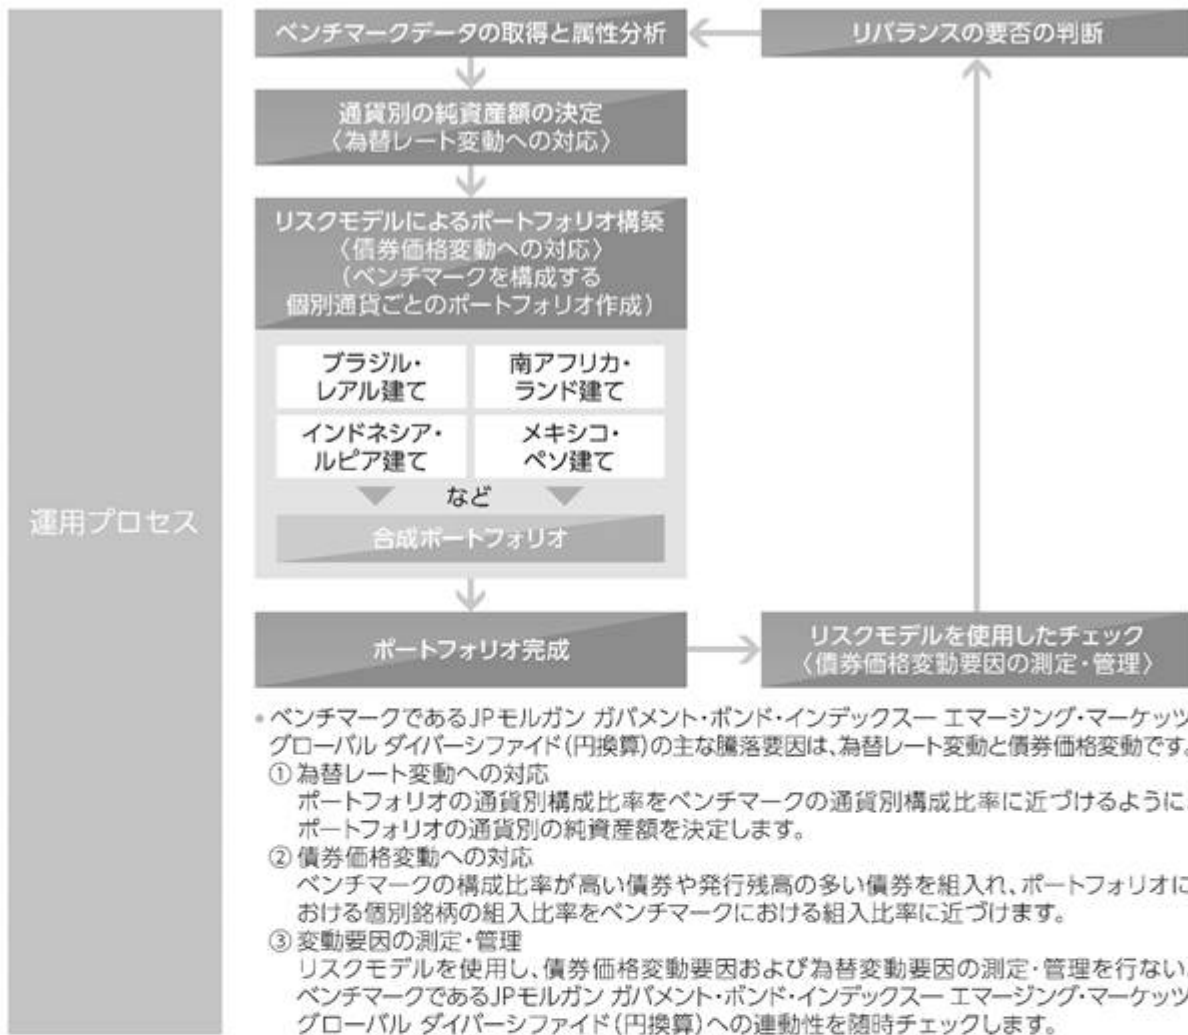 運用プロセス
ベンチマークデータの取得と属性分析
リバランスの要否の判断
通貨別の純資産額の決定
〈為替レート変動への対応〉
リスクモデルによるポートフォリオ構築
〈債券価格変動への対応〉
(ベンチマークを構成する
個別通貨ごとのポートフォリオ作成)
ブラジル・
レアル建て
南アフリカ・
ランド建て
インドネシア・
ルピア建て
メキシコ・
ペソ建て
など
合成ポートフォリオ
ポートフォリオ完成
リスクモデルを使用したチェック
〈債券価格変動要因の測定・管理〉
• ベンチマークであるJPモルガン ガバメント・ボンド・インデックス― エマージング・マーケッツ
グローバル ダイバーシファイド(円換算)の主な騰落要因は、為替レート変動と債券価格変動です。
① 為替レート変動への対応
ポートフォリオの通貨別構成比率をベンチマークの通貨別構成比率に近づけるように、
ポートフォリオの通貨別の純資産額を決定します。
② 債券価格変動への対応
ベンチマークの構成比率が高い債券や発行残高の多い債券を組入れ、ポートフォリオに
おける個別銘柄の組入比率をベンチマークにおける組入比率に近づけます。
③ 変動要因の測定・管理
リスクモデルを使用し、債券価格変動要因および為替変動要因の測定・管理を行ない、
ベンチマークであるJPモルガン ガバメント・ボンド・インデックス― エマージング・マーケッツ
グローバル ダイバーシファイド(円換算)への連動性を随時チェックします。